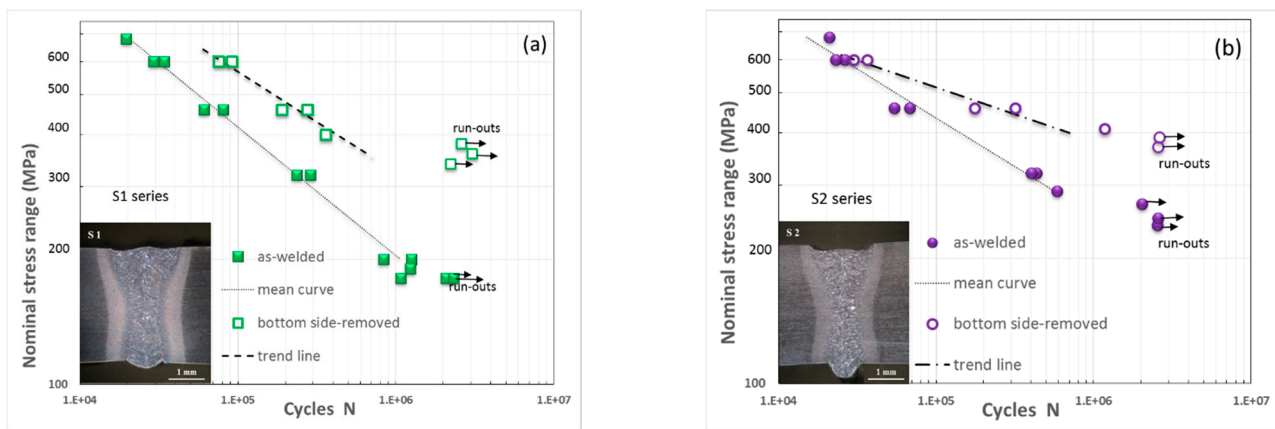 (a)
Nominal stress range (MPa)
600
500
400
300
200
100
run-outs
S1 series
S 1
1 mm
as-welded
mean curve
bottom side-removed
trend line
run-outs
1.E+04
1.E+05
1.E+06
1.E+07
Cycles N
(b)
Nominal stress range (MPa)
600
500
400
300
200
100
run-outs
S2 series
S 2
1 mm
as-welded
run-outs
mean curve
bottom side-removed
trend line
1.E+04
1.E+05
1.E+06
1.E+07
Cycles N